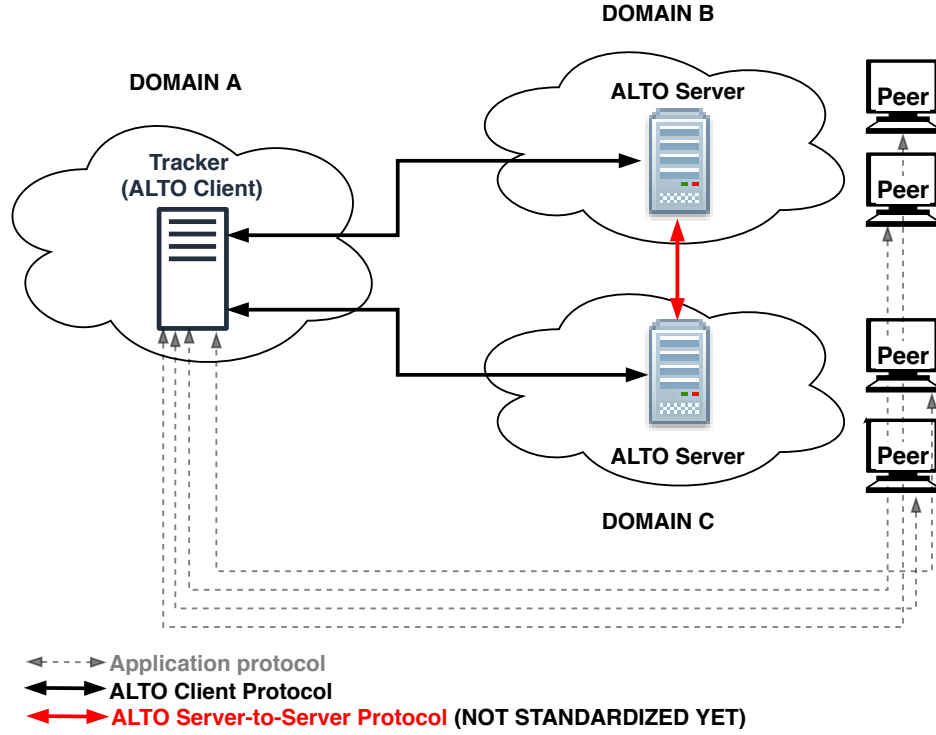 DOMAIN B
DOMAIN A
ALTO Server
Peer
Tracker
(ALTO Client)
Peer
Peer
ALTO Server
Peer
DOMAIN C
Application protocol
ALTO Client Protocol
ALTO Server-to-Server Protocol (NOT STANDARDIZED YET)